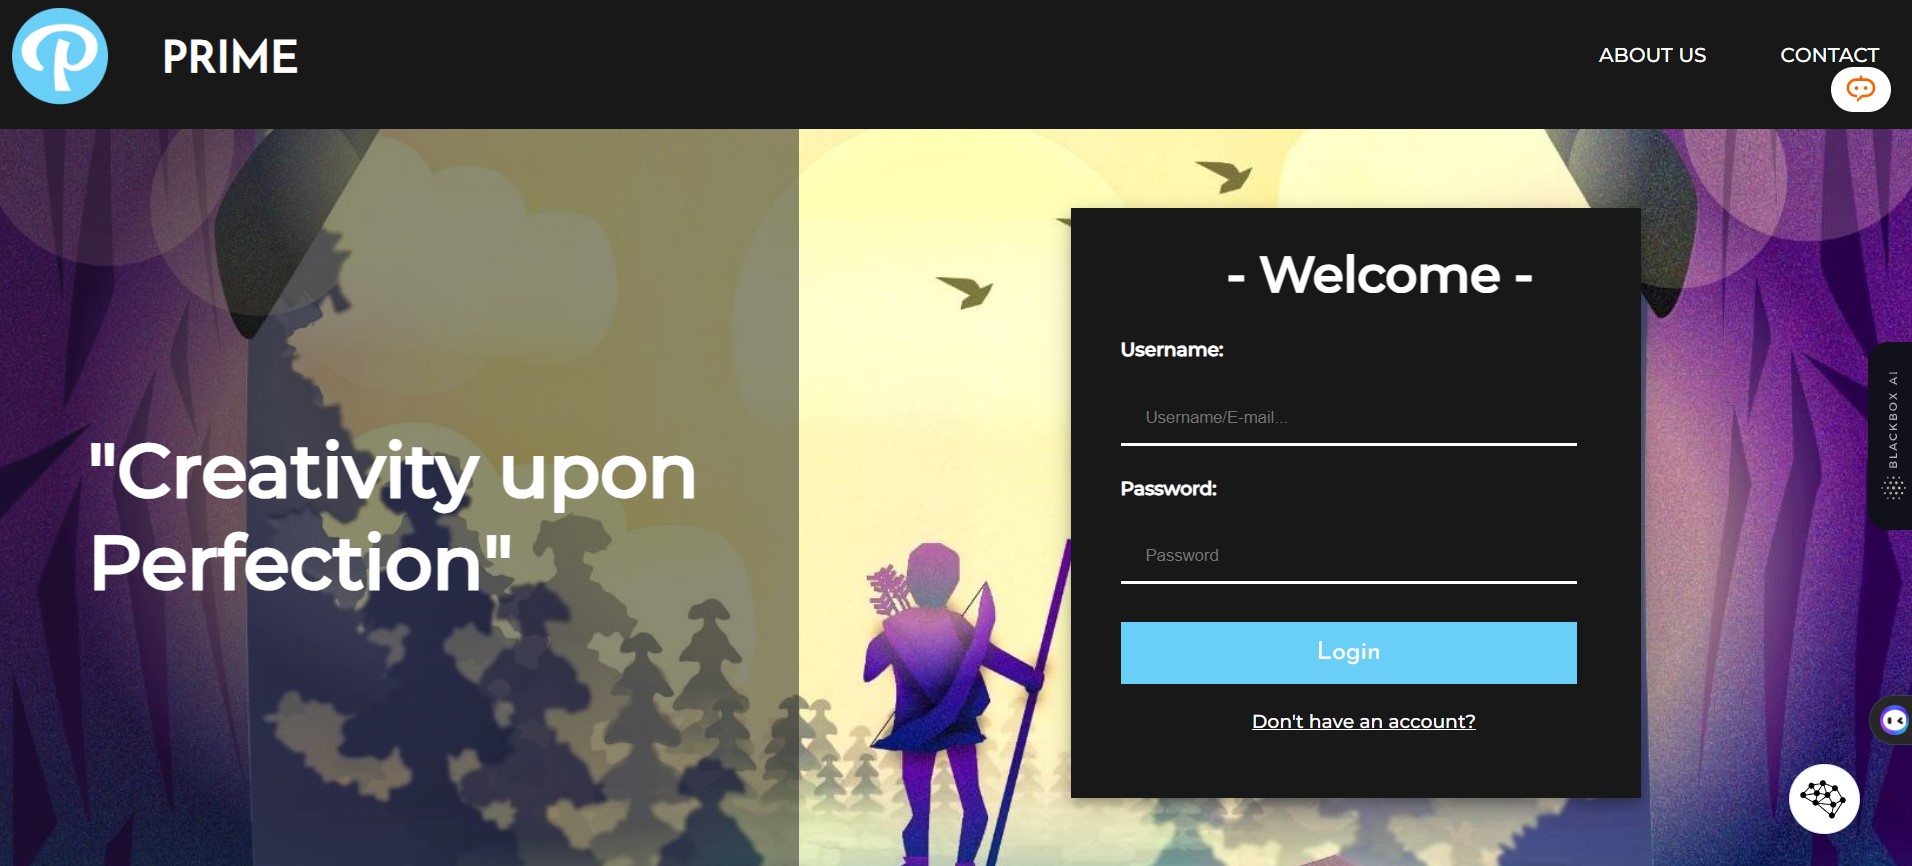 P
PRIME
ABOUT US
CONTACT
"Creativity upon
Perfection"
- Welcome -
Username:
Username/E-mail...
Password:
Password
Login
Don't have an account?
BLACKBOX AI